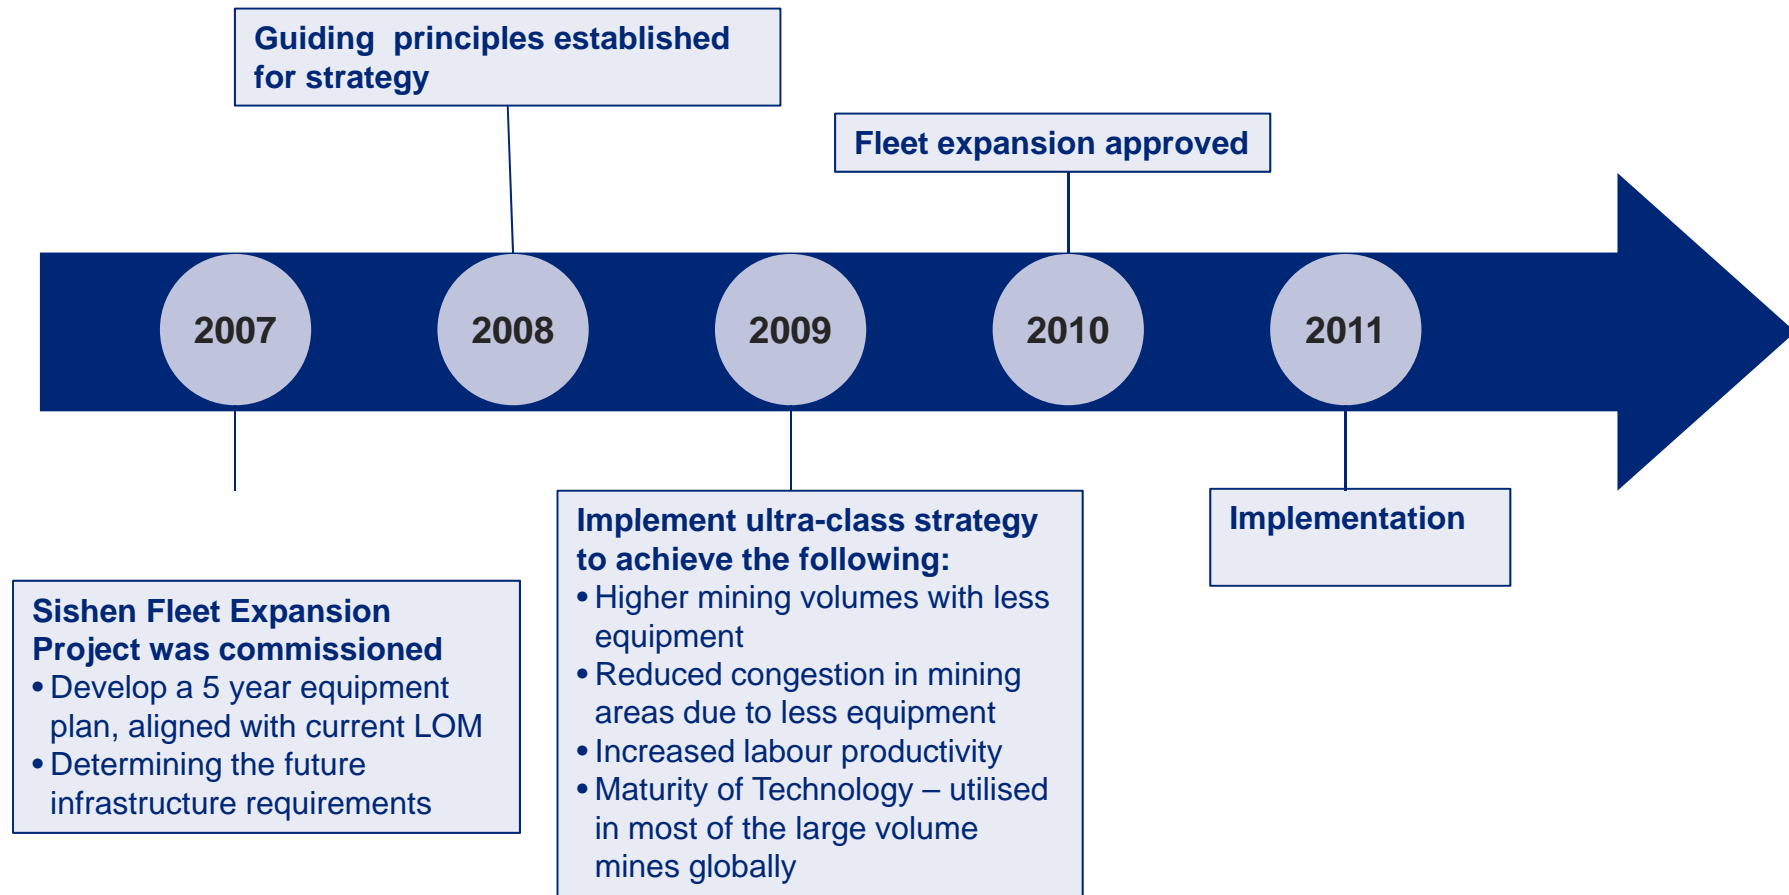 Guiding  principles established
for strategy
Fleet expansion approved
2007
2008
2009
2010
2011
Sishen Fleet Expansion
Project was commissioned
• Develop a 5 year equipment
plan, aligned with current LOM
• Determining the future
infrastructure requirements
Implement ultra-class strategy
to achieve the following:
• Higher mining volumes with less
equipment
• Reduced congestion in mining
areas due to less equipment
• Increased labour productivity
• Maturity of Technology – utilised
in most of the large volume
mines globally
Implementation